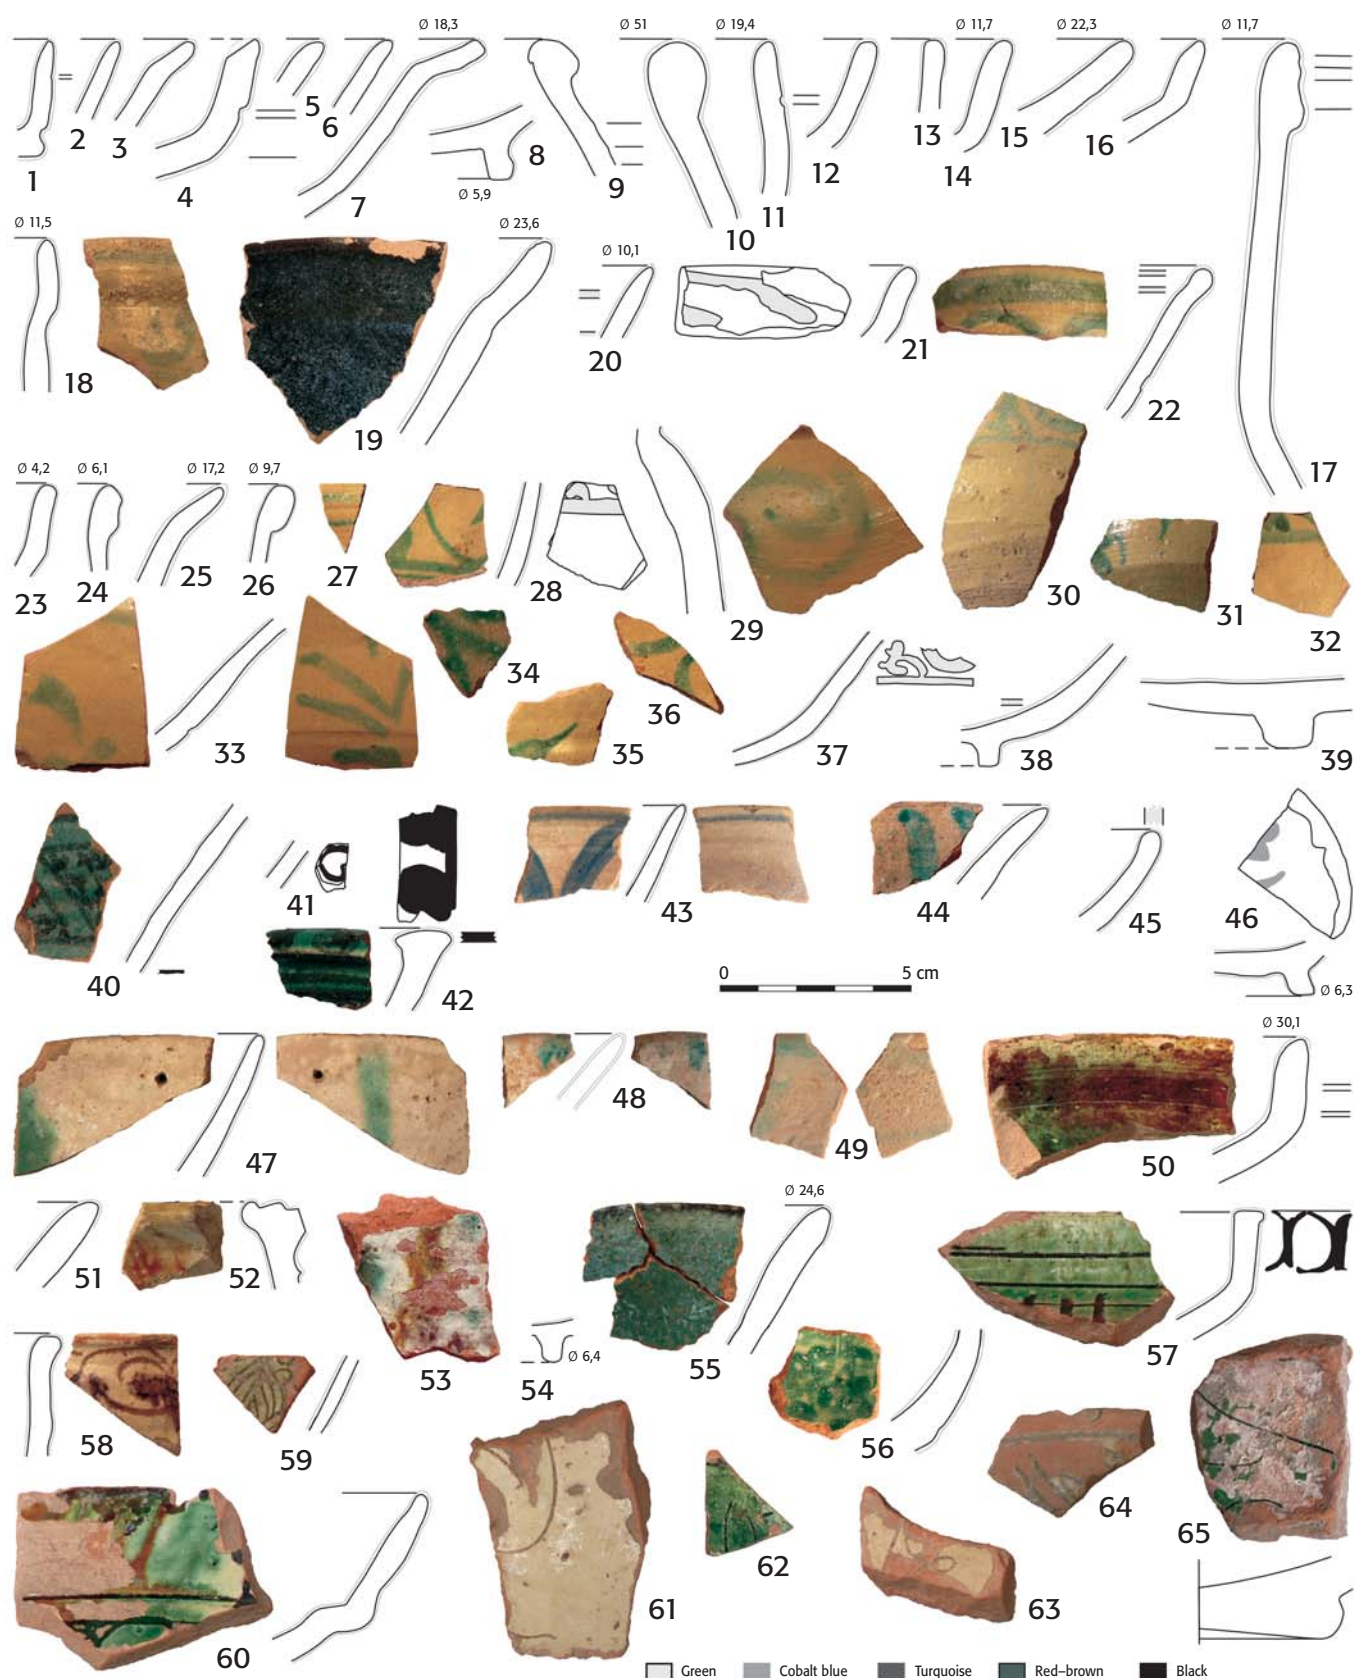 Ø 18,3 Ø 51 Ø 19,4 Ø 11,7 Ø 22,3 Ø 11,7
1 2 3 4 5 6 7 8 9 10 11 12 13 14 15 16 17
Ø 5,9
Ø 11,5 Ø 23,6 Ø 10,1
18 19 20 21 22
Ø 4,2 Ø 6,1 Ø 17,2 Ø 9,7
23 24 25 26 27 28 29 30 31 32
33 34 35 36 37 38 39
40 41 42 43 44 45 46
0 5 cm
Ø 6,3
Ø 30,1
47 48 49 50
Ø 24,6
51 52 53 54 55 56 57
Ø 6,4
58 59 60 61 62 63 64 65
Green Cobalt blue Turquoise Red–brown Black